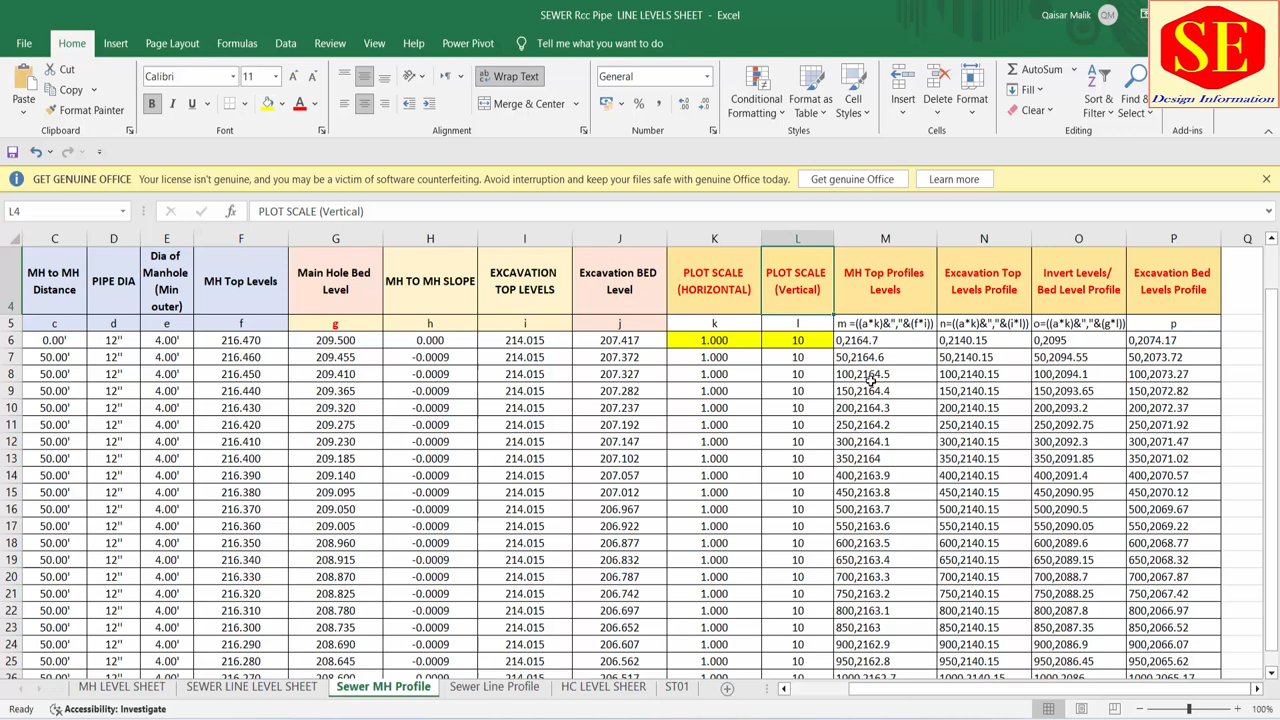 SEWER Rcc Pipe LINE LEVELS SHEET - Excel
Qaisar Malik QM
SE
Design Information
File Home Insert Page Layout Formulas Data Review View Help Power Pivot Tell me what you want to do
Paste Cut Copy Format Painter Clipboard
Calibri 11 Font
Wrap Text Merge & Center Alignment
General Number
Conditional Formatting Format as Table Cell Styles Styles
Insert Delete Format Cells
AutoSum Fill Clear Sort & Filter Find & Editing
Add-ins
GET GENUINE OFFICE Your license isn't genuine, and you may be a victim of software counterfeiting. Avoid interruption and keep your files safe with genuine Office today. Get genuine Office Learn more
L4 fx PLOT SCALE (Vertical)
C D E F G H I J K L M N O P Q
4 MH to MH Distance PIPE DIA Dia of Manhole (Min outer) MH Top Levels Main Hole Bed Level MH TO MH SLOPE EXCAVATION TOP LEVELS Excavation BED Level PLOT SCALE (HORIZONTAL) PLOT SCALE (Vertical) MH Top Profiles Levels Excavation Top Levels Profile Invert Levels/ Bed Level Profile Excavation Bed Levels Profile
5 c d e f g h i j k l m =((a*k)&","&(f*i)) n=((a*k)&","&(i*l)) o=((a*k)&","&(g*l)) p
6 0.00' 12'' 4.00' 216.470 209.500 0.000 214.015 207.417 1.000 10 0,2164.7 0,2140.15 0,2095 0,2074.17
7 50.00' 12'' 4.00' 216.460 209.455 -0.0009 214.015 207.372 1.000 10 50,2164.6 50,2140.15 50,2094.55 50,2073.72
8 50.00' 12'' 4.00' 216.450 209.410 -0.0009 214.015 207.327 1.000 10 100,2164.5 100,2140.15 100,2094.1 100,2073.27
9 50.00' 12'' 4.00' 216.440 209.365 -0.0009 214.015 207.282 1.000 10 150,2164.4 150,2140.15 150,2093.65 150,2072.82
10 50.00' 12'' 4.00' 216.430 209.320 -0.0009 214.015 207.237 1.000 10 200,2164.3 200,2140.15 200,2093.2 200,2072.37
11 50.00' 12'' 4.00' 216.420 209.275 -0.0009 214.015 207.192 1.000 10 250,2164.2 250,2140.15 250,2092.75 250,2071.92
12 50.00' 12'' 4.00' 216.410 209.230 -0.0009 214.015 207.147 1.000 10 300,2164.1 300,2140.15 300,2092.3 300,2071.47
13 50.00' 12'' 4.00' 216.400 209.185 -0.0009 214.015 207.102 1.000 10 350,2164 350,2140.15 350,2091.85 350,2071.02
14 50.00' 12'' 4.00' 216.390 209.140 -0.0009 214.015 207.057 1.000 10 400,2163.9 400,2140.15 400,2091.4 400,2070.57
15 50.00' 12'' 4.00' 216.380 209.095 -0.0009 214.015 207.012 1.000 10 450,2163.8 450,2140.15 450,2090.95 450,2070.12
16 50.00' 12'' 4.00' 216.370 209.050 -0.0009 214.015 206.967 1.000 10 500,2163.7 500,2140.15 500,2090.5 500,2069.67
17 50.00' 12'' 4.00' 216.360 209.005 -0.0009 214.015 206.922 1.000 10 550,2163.6 550,2140.15 550,2090.05 550,2069.22
18 50.00' 12'' 4.00' 216.350 208.960 -0.0009 214.015 206.877 1.000 10 600,2163.5 600,2140.15 600,2089.6 600,2068.77
19 50.00' 12'' 4.00' 216.340 208.915 -0.0009 214.015 206.832 1.000 10 650,2163.4 650,2140.15 650,2089.15 650,2068.32
20 50.00' 12'' 4.00' 216.330 208.870 -0.0009 214.015 206.787 1.000 10 700,2163.3 700,2140.15 700,2088.7 700,2067.87
21 50.00' 12'' 4.00' 216.320 208.825 -0.0009 214.015 206.742 1.000 10 750,2163.2 750,2140.15 750,2088.25 750,2067.42
22 50.00' 12'' 4.00' 216.310 208.780 -0.0009 214.015 206.697 1.000 10 800,2163.1 800,2140.15 800,2087.8 800,2066.97
23 50.00' 12'' 4.00' 216.300 208.735 -0.0009 214.015 206.652 1.000 10 850,2163 850,2140.15 850,2087.35 850,2066.52
24 50.00' 12'' 4.00' 216.290 208.690 -0.0009 214.015 206.607 1.000 10 900,2162.9 900,2140.15 900,2086.9 900,2066.07
25 50.00' 12'' 4.00' 216.280 208.645 -0.0009 214.015 206.562 1.000 10 950,2162.8 950,2140.15 950,2086.45 950,2065.62
MH LEVEL SHEET SEWER LINE LEVEL SHEET Sewer MH Profile Sewer Line Profile HC LEVEL SHEER ST01
Ready Accessibility: Investigate 100%